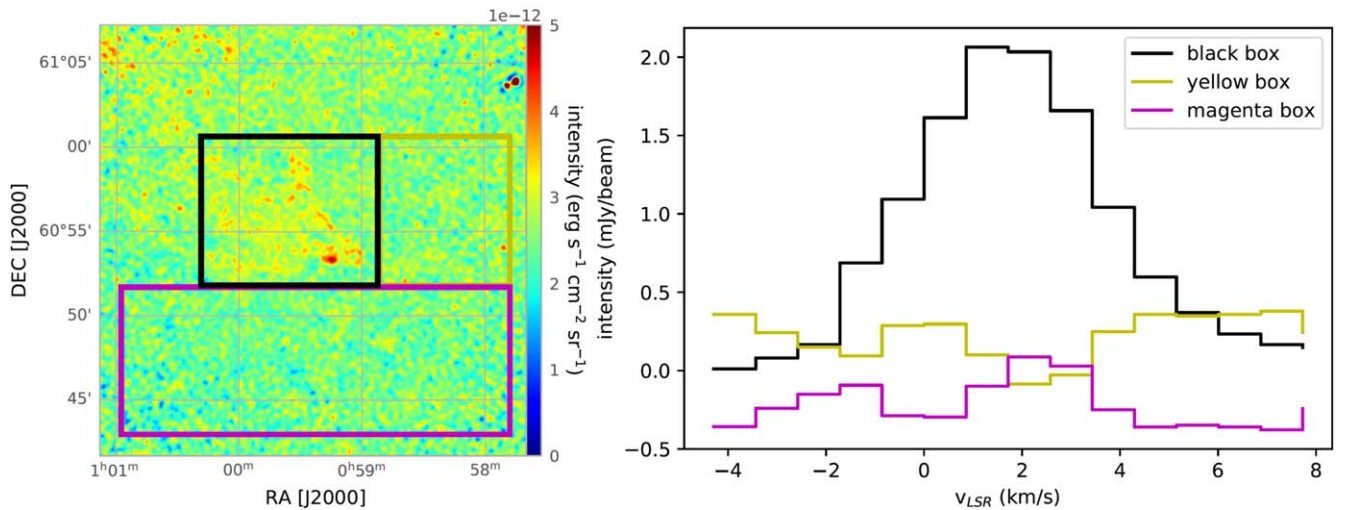 1e−12
61°05'
00'
60°55'
50'
45'
DEC [J2000]
1ʰ01ᵐ
00ᵐ
0ʰ59ᵐ
58ᵐ
RA [J2000]
5
4
3
2
1
0
intensity (erg s⁻¹ cm⁻² sr⁻¹)
intensity (mJy/beam)
2.0
1.5
1.0
0.5
0.0
−0.5
black box
yellow box
magenta box
−4
−2
0
2
4
6
8
v_LSR (km/s)